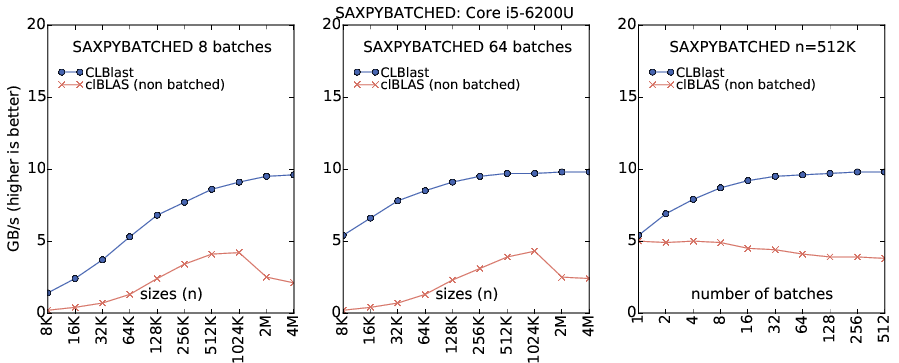 SAXPYBATCHED: Core i5-6200U
GB/s (higher is better)
SAXPYBATCHED 8 batches
CLBlast
clBLAS (non batched)
20
15
10
5
0
sizes (n)
8K 16K 32K 64K 128K 256K 512K 1024K 2M 4M
SAXPYBATCHED 64 batches
CLBlast
clBLAS (non batched)
20
15
10
5
0
sizes (n)
8K 16K 32K 64K 128K 256K 512K 1024K 2M 4M
SAXPYBATCHED n=512K
CLBlast
clBLAS (non batched)
20
15
10
5
0
number of batches
1 2 4 8 16 32 64 128 256 512